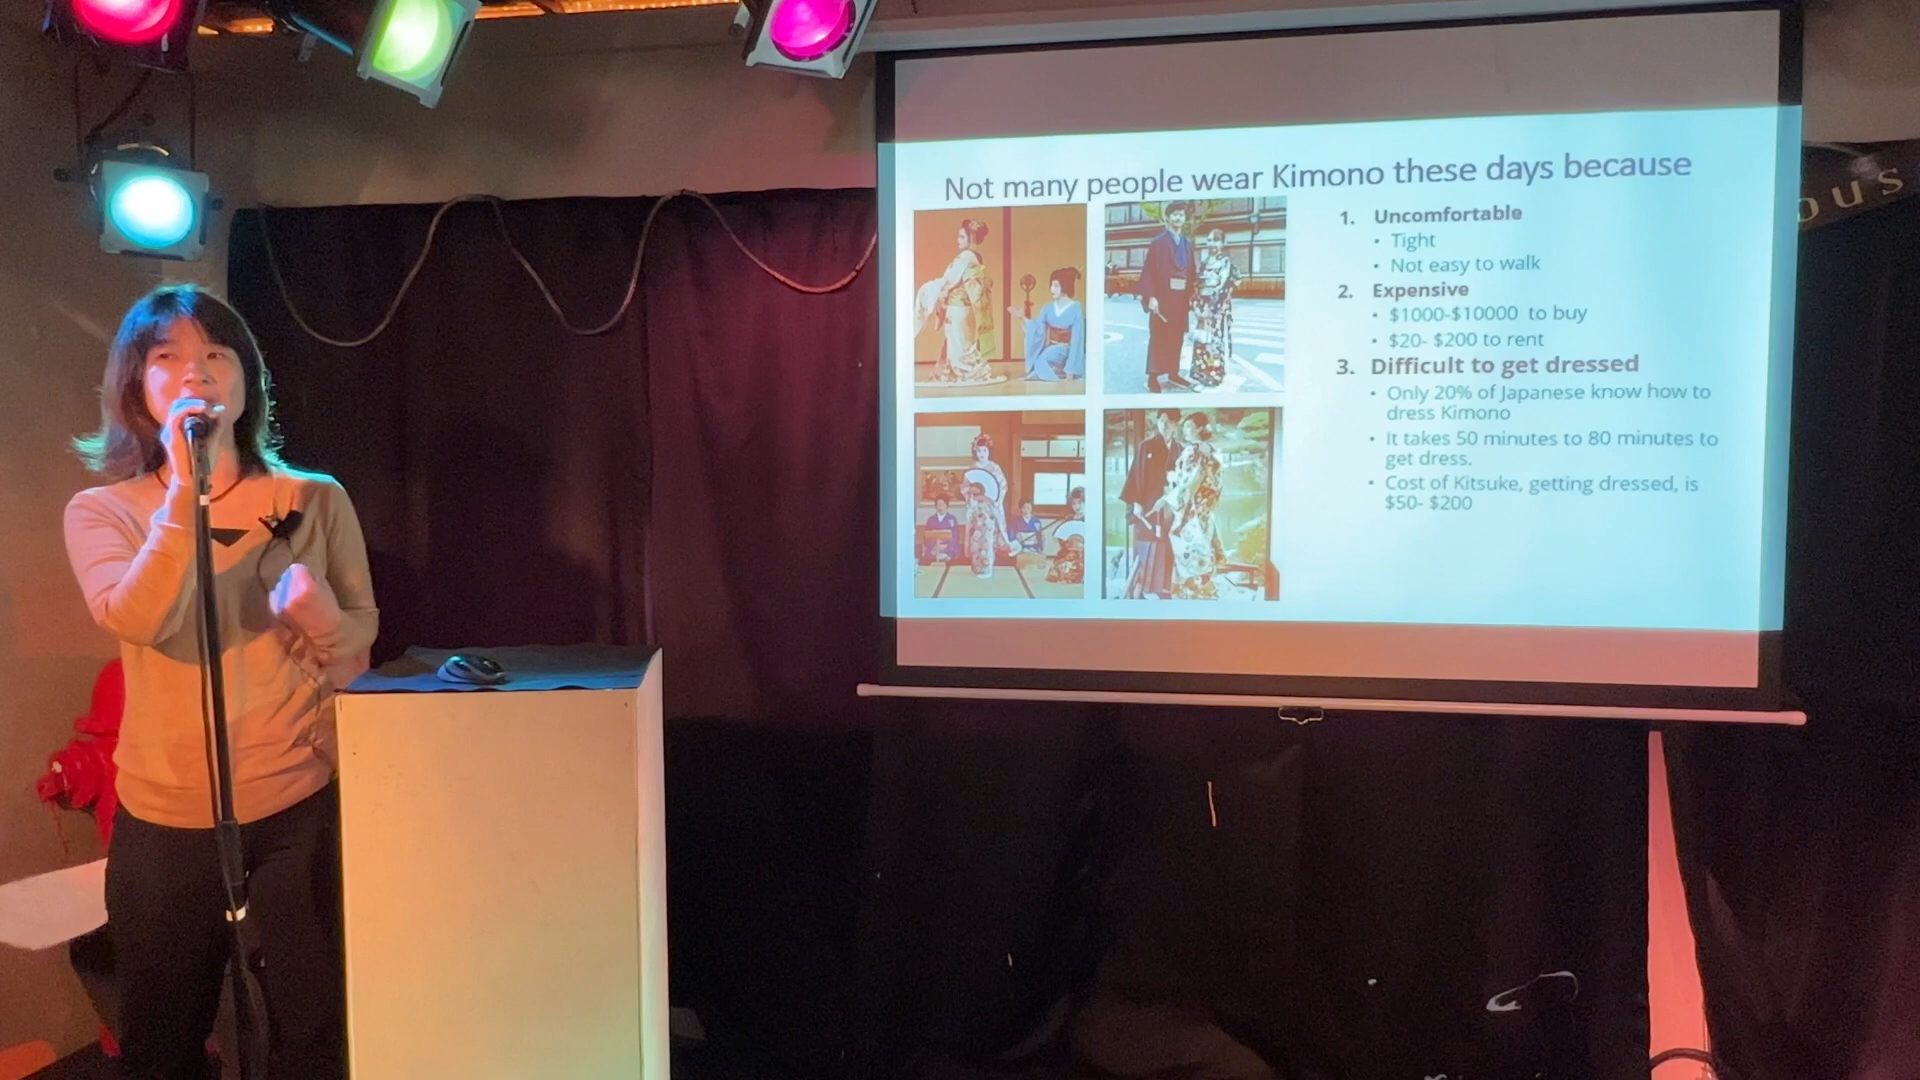 Not many people wear Kimono these days because
1. Uncomfortable
• Tight
• Not easy to walk
2. Expensive
• $1000-$10000 to buy
• $20- $200 to rent
3. Difficult to get dressed
• Only 20% of Japanese know how to
dress Kimono
• It takes 50 minutes to 80 minutes to
get dress.
• Cost of Kitsuke, getting dressed, is
$50- $200